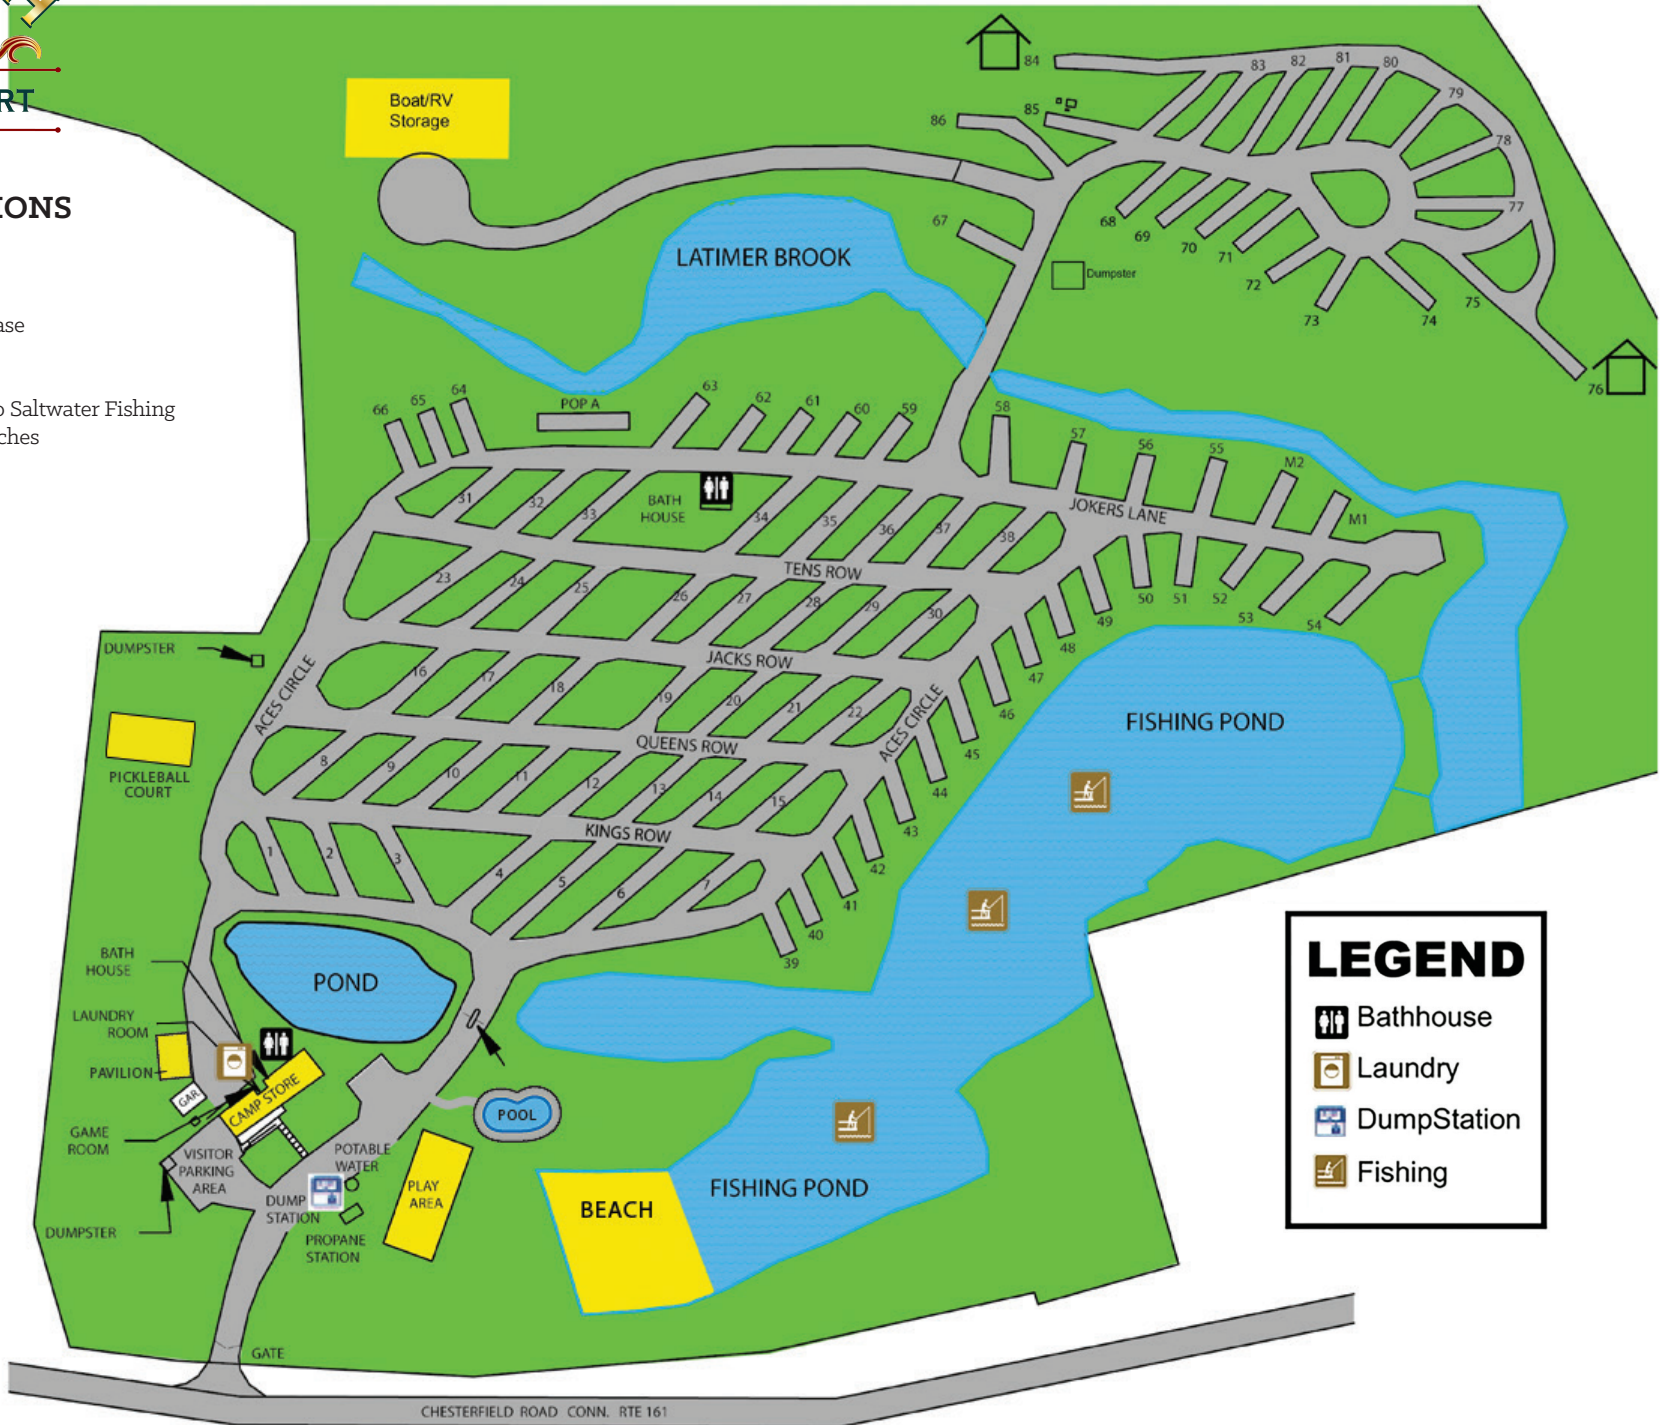 RT
IONS
ase
o Saltwater Fishing
ches
Boat/RV
Storage
84
83
82
81
80
79
78
77
86
85
67
68
69
70
71
72
73
74
75
76
Dumpster
LATIMER BROOK
66
65
64
POP A
63
62
61
60
59
58
57
56
55
M2
M1
JOKERS LANE
31
32
33
BATH
HOUSE
34
35
36
37
38
TENS ROW
50
51
52
53
54
49
48
47
46
45
44
43
42
41
40
39
23
24
25
26
27
28
29
30
JACKS ROW
DUMPSTER
ACES CIRCLE
16
17
18
19
20
21
22
ACES CIRCLE
QUEENS ROW
PICKLEBALL
COURT
8
9
10
11
12
13
14
15
KINGS ROW
1
2
3
4
5
6
7
FISHING POND
BATH
HOUSE
POND
LAUNDRY
ROOM
PAVILION
GAR.
CAMP STORE
GAME
ROOM
VISITOR
PARKING
AREA
DUMPSTER
POTABLE
WATER
DUMP
STATION
PROPANE
STATION
PLAY
AREA
POOL
BEACH
FISHING POND
GATE
CHESTERFIELD ROAD CONN. RTE 161
LEGEND
Bathhouse
Laundry
DumpStation
Fishing